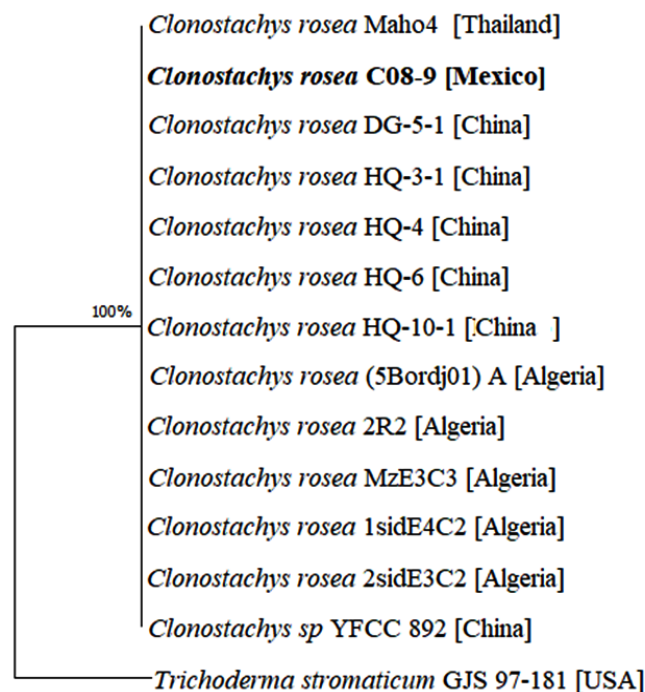 Clonostachys rosea Maho4 [Thailand]
Clonostachys rosea C08-9 [Mexico]
Clonostachys rosea DG-5-1 [China]
Clonostachys rosea HQ-3-1 [China]
Clonostachys rosea HQ-4 [China]
Clonostachys rosea HQ-6 [China]
100%
Clonostachys rosea HQ-10-1 [China ]
Clonostachys rosea (5Bordj01) A [Algeria]
Clonostachys rosea 2R2 [Algeria]
Clonostachys rosea MzE3C3 [Algeria]
Clonostachys rosea 1sidE4C2 [Algeria]
Clonostachys rosea 2sidE3C2 [Algeria]
Clonostachys sp YFCC 892 [China]
Trichoderma stromaticum GJS 97-181 [USA]